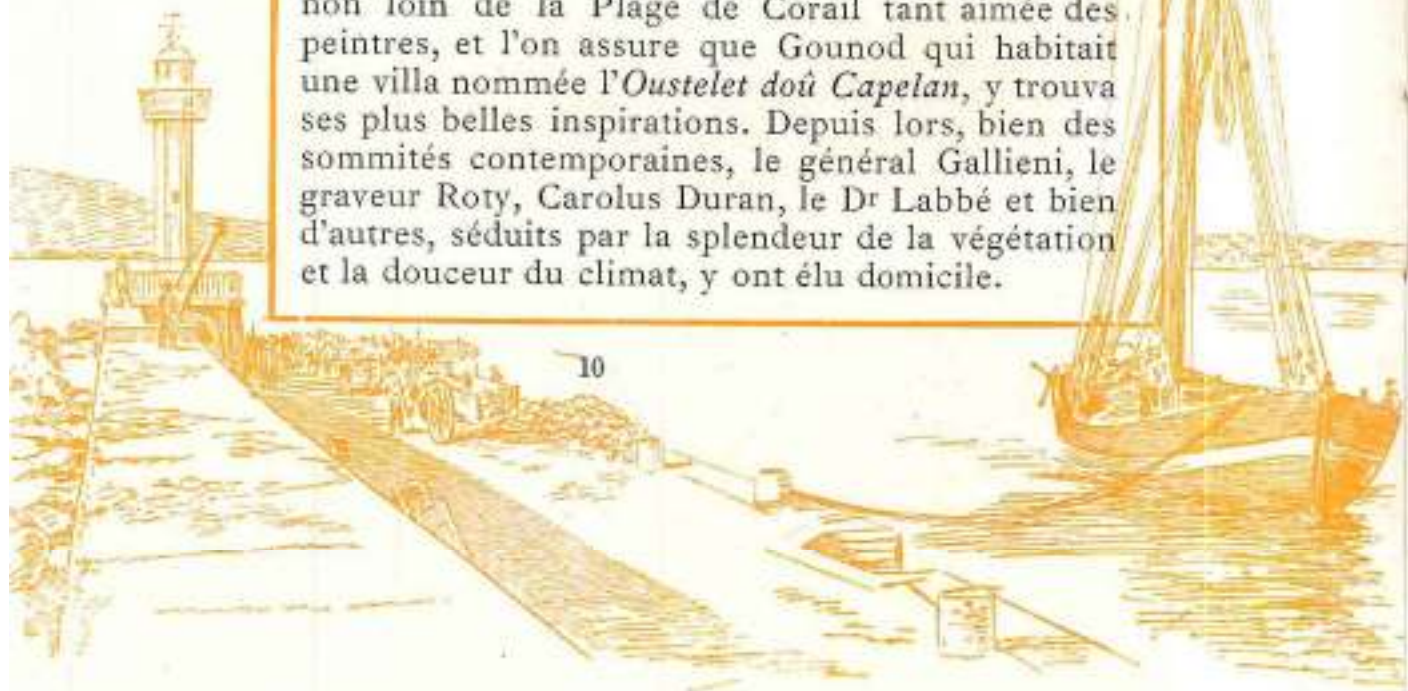 non loin de la Plage de Corail tant aimée des
peintres, et l'on assure que Gounod qui habitait
une villa nommée l'Oustelet doû Capelan, y trouva
ses plus belles inspirations. Depuis lors, bien des
sommités contemporaines, le général Gallieni, le
graveur Roty, Carolus Duran, le Dr Labbé et bien
d'autres, séduits par la splendeur de la végétation
et la douceur du climat, y ont élu domicile.
10